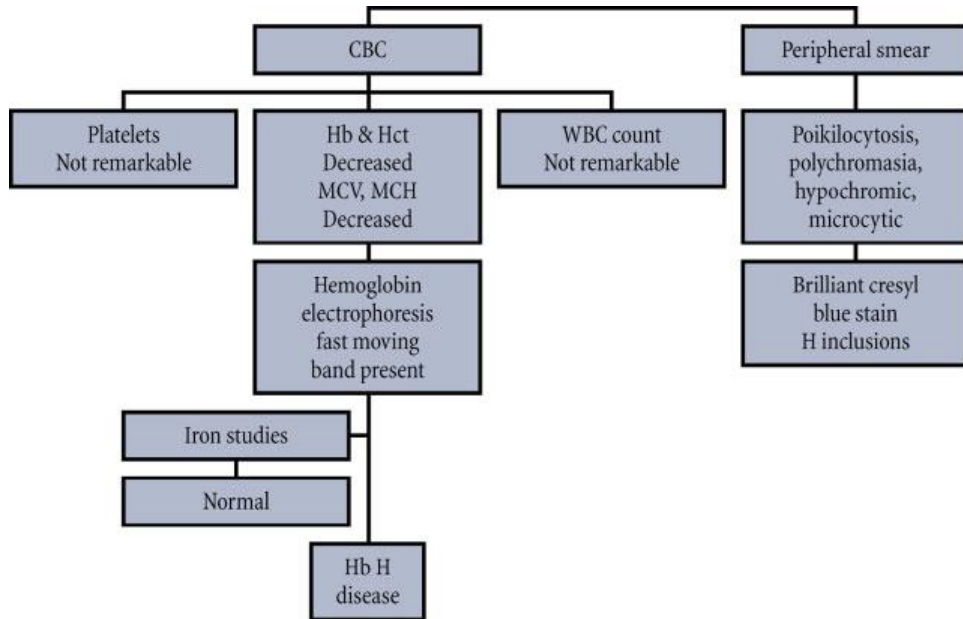 CBC
Peripheral smear
Platelets
Not remarkable
Hb & Hct
Decreased
MCV, MCH
Decreased
WBC count
Not remarkable
Poikilocytosis,
polychromasia,
hypochromic,
microcytic
Hemoglobin
electrophoresis
fast moving
band present
Brilliant cresyl
blue stain
H inclusions
Iron studies
Normal
Hb H
disease